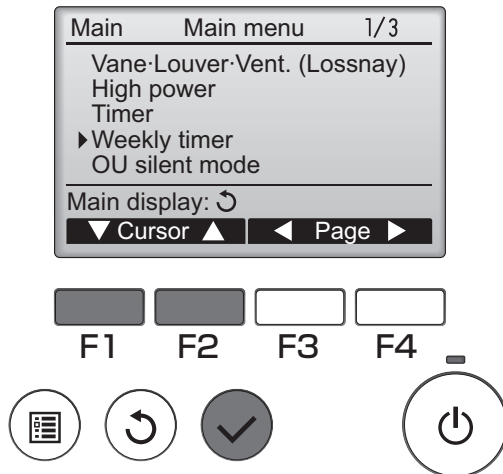 Main Main menu 1/3
Vane·Louver·Vent. (Lossnay)
High power
Timer
Weekly timer
OU silent mode
Main display:
Cursor Page
F1 F2 F3 F4